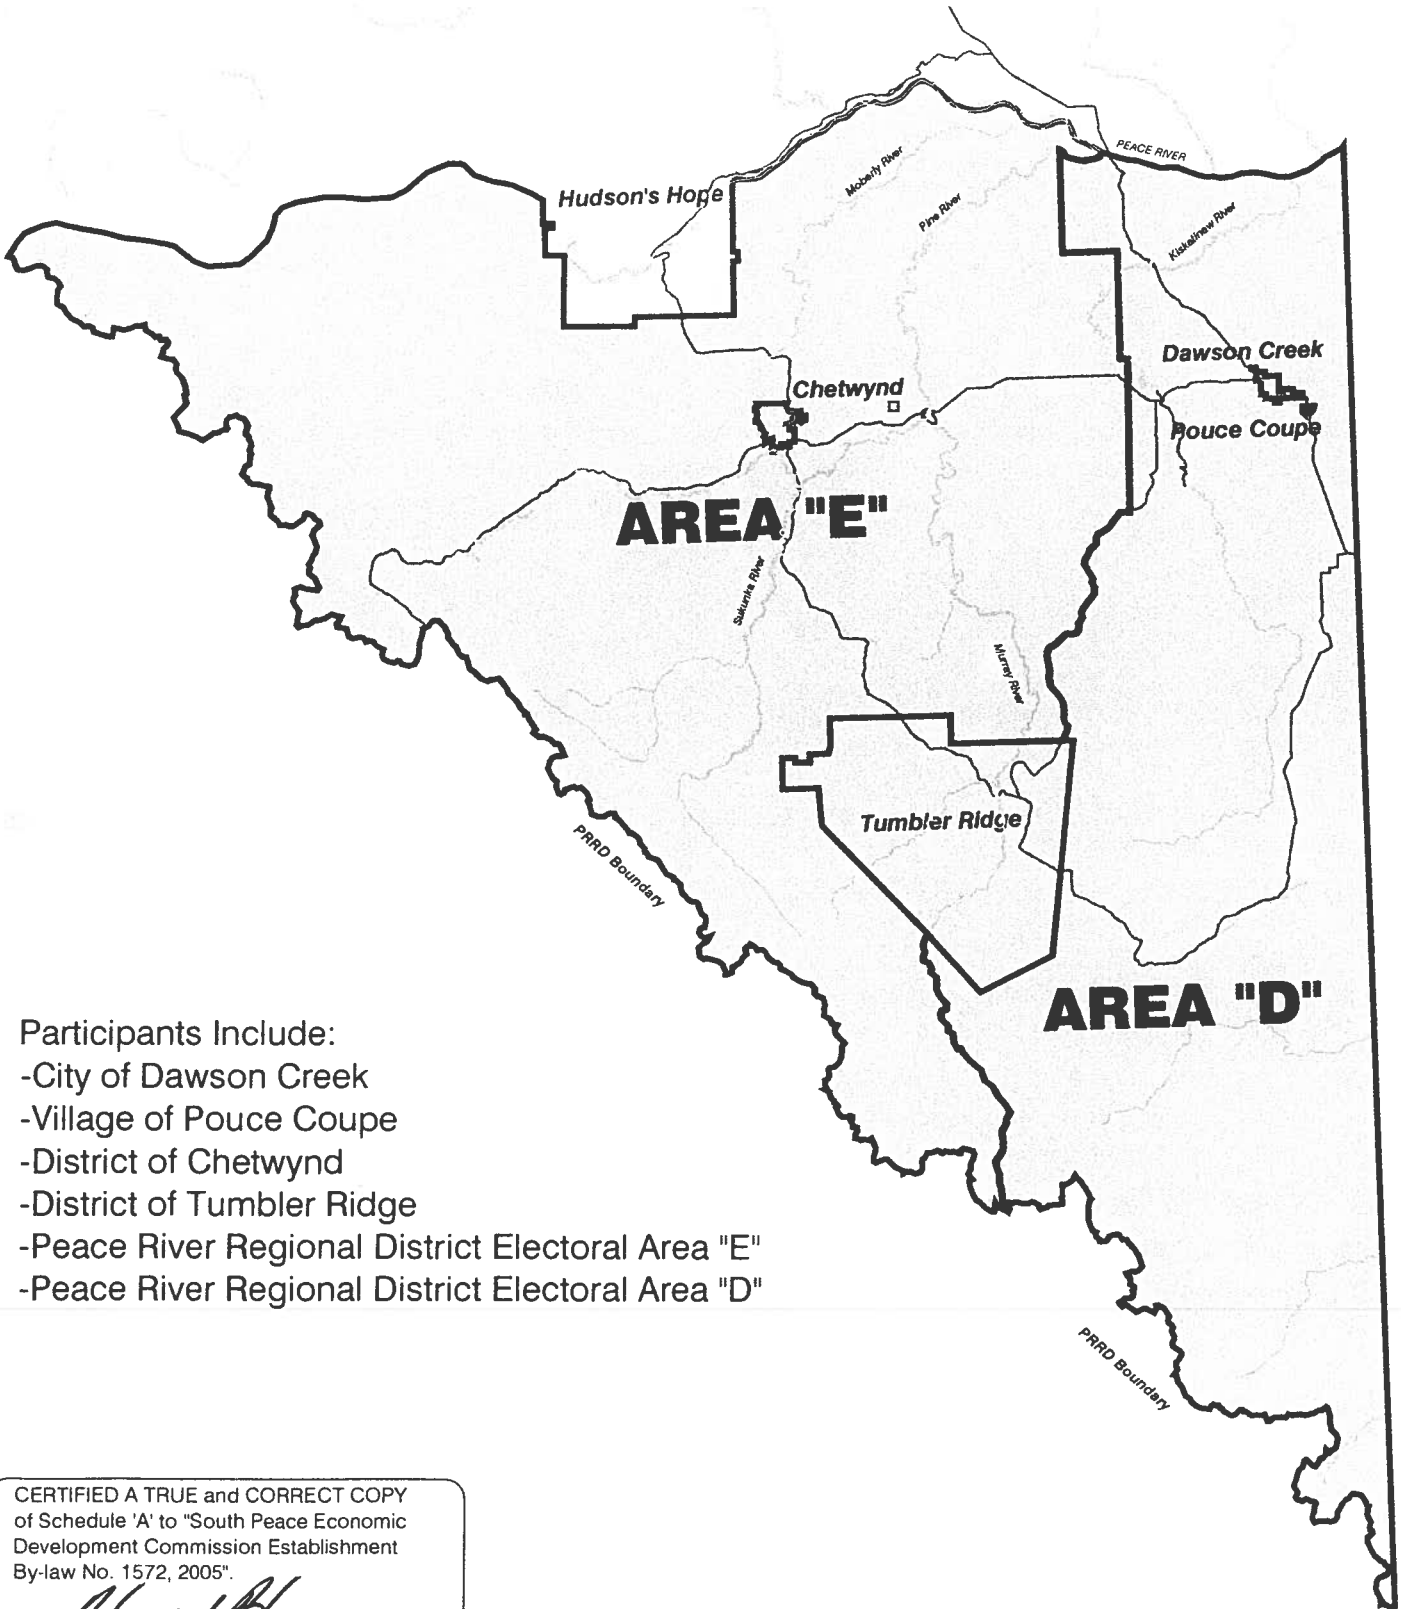 PEACE RIVER
Hudson's Hope
Moberly River
Pine River
Kiskatinaw River
Dawson Creek
Chetwynd
Pouce Coupe
AREA "E"
Sukunka River
Murray River
Tumbler Ridge
PRRD Boundary
AREA "D"
Participants Include:
-City of Dawson Creek
-Village of Pouce Coupe
-District of Chetwynd
-District of Tumbler Ridge
-Peace River Regional District Electoral Area "E"
-Peace River Regional District Electoral Area "D"
PRRD Boundary
CERTIFIED A TRUE and CORRECT COPY
of Schedule 'A' to "South Peace Economic
Development Commission Establishment
By-law No. 1572, 2005".